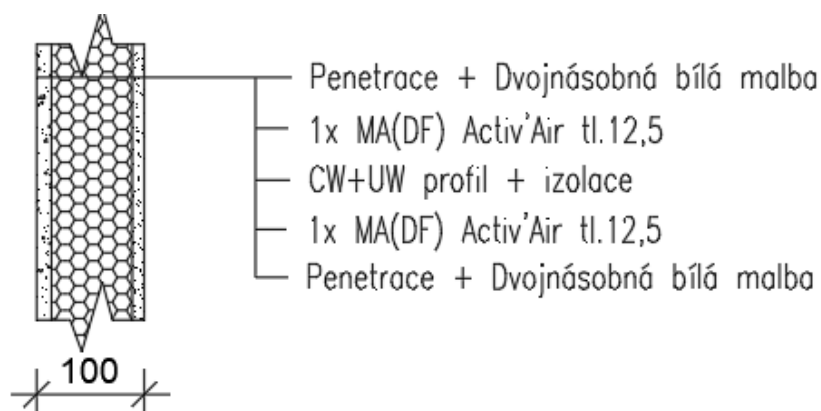 Penetrace + Dvojnásobná bílá malba
1x MA(DF) Activ'Air tl.12,5
CW+UW profil + izolace
1x MA(DF) Activ'Air tl.12,5
Penetrace + Dvojnásobná bílá malba
100